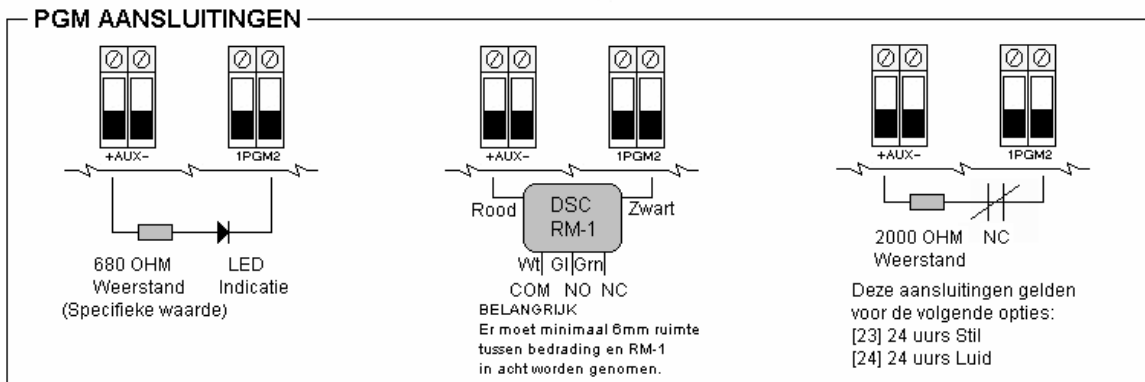 PGM AANSLUITINGEN
+AUX-
1PGM2
680 OHM
Weerstand
(Specifieke waarde)
LED
Indicatie
+AUX-
1PGM2
Rood
DSC
RM-1
Zwart
Wt Gl Grn
COM NO NC
BELANGRIJK
Er moet minimaal 6mm ruimte
tussen bedrading en RM-1
in acht worden genomen.
+AUX-
1PGM2
2000 OHM
Weerstand
NC
Deze aansluitingen gelden
voor de volgende opties:
[23] 24 uurs Stil
[24] 24 uurs Luid